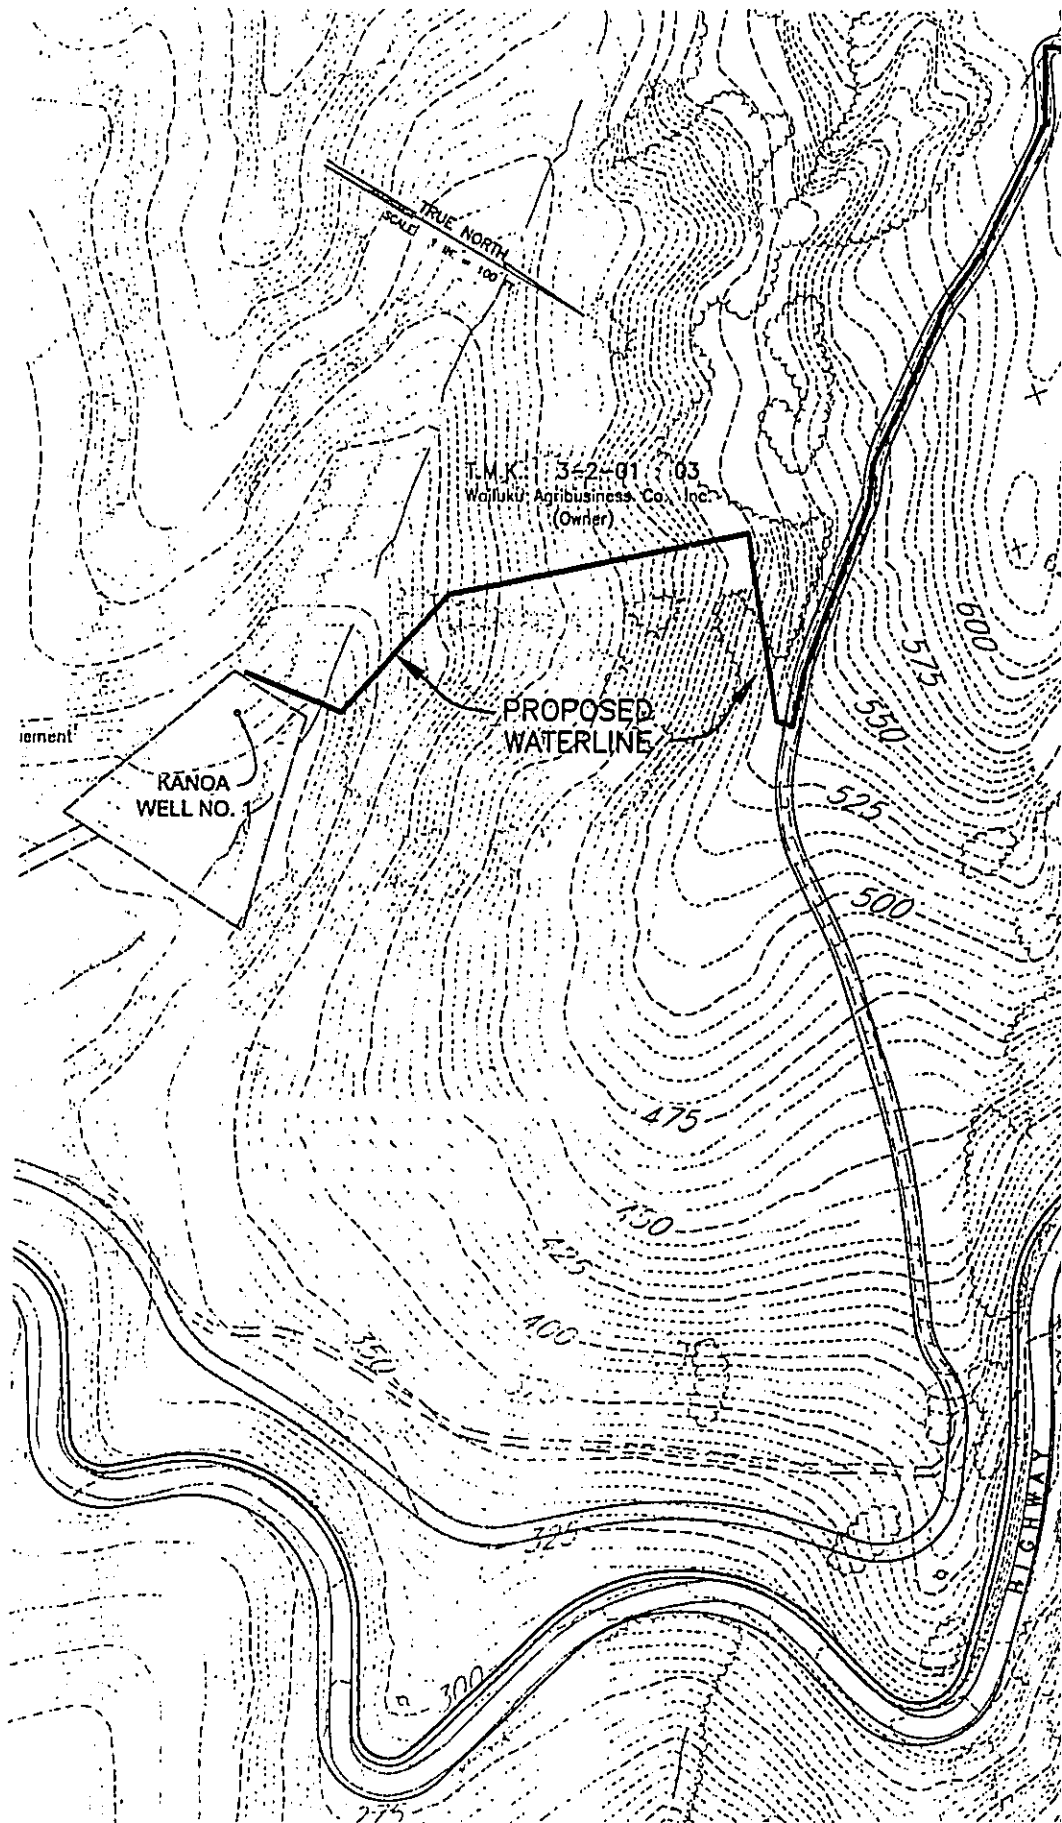 TRUE NORTH
SCALE 1 IN. = 100
T.M.K. 3-2-01 : 03
Wailuku Agribusiness Co., Inc.
(Owner)
600
575
PROPOSED
WATERLINE
550
KANOA
WELL NO. 1
525
500
475
450
425
400
350
325
HIGHWAY
300
275